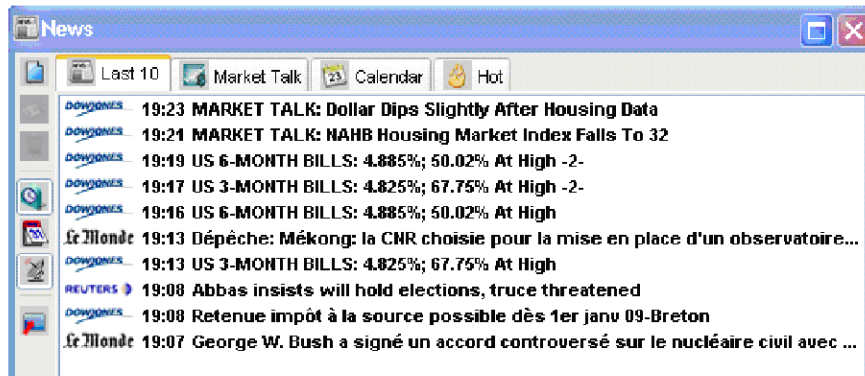 News
Last 10 Market Talk 23 Calendar Hot
DOWJONES 19:23 MARKET TALK: Dollar Dips Slightly After Housing Data
DOWJONES 19:21 MARKET TALK: NAHB Housing Market Index Falls To 32
DOWJONES 19:19 US 6-MONTH BILLS: 4.885%; 50.02% At High -2-
DOWJONES 19:17 US 3-MONTH BILLS: 4.825%; 67.75% At High -2-
DOWJONES 19:16 US 6-MONTH BILLS: 4.885%; 50.02% At High
Le Monde 19:13 Dépêche: Mékong: la CNR choisie pour la mise en place d'un observatoire...
DOWJONES 19:13 US 3-MONTH BILLS: 4.825%; 67.75% At High
REUTERS 19:08 Abbas insists will hold elections, truce threatened
DOWJONES 19:08 Retenue impôt à la source possible dès 1er janv 09-Breton
Le Monde 19:07 George W. Bush a signé un accord controversé sur le nucléaire civil avec ...